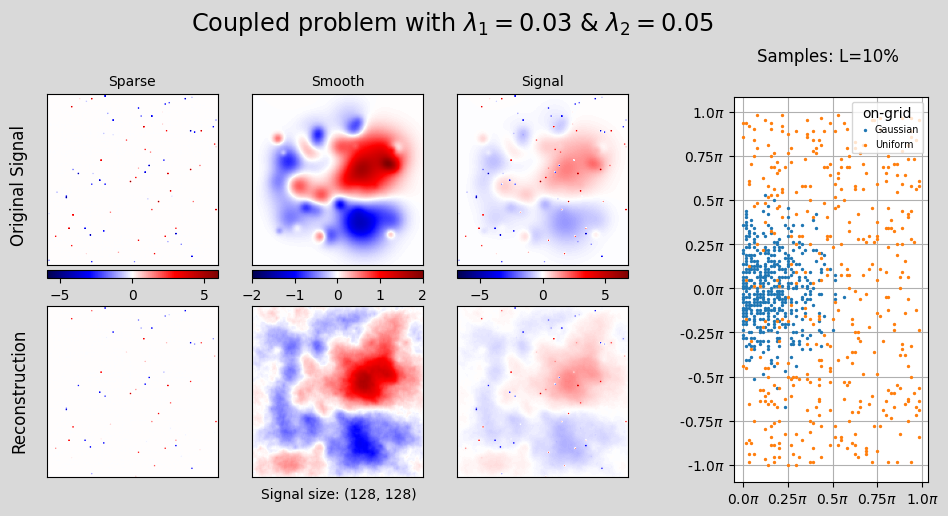 Coupled problem with λ₁ = 0.03 & λ₂ = 0.05
Samples: L=10%
Sparse
Smooth
Signal
Original Signal
−5 0 5
−2 −1 0 1 2
−5 0 5
Reconstruction
Signal size: (128, 128)
on-grid
Gaussian
Uniform
1.0π
0.75π
0.5π
0.25π
0.0π
-0.25π
-0.5π
-0.75π
-1.0π
0.0π 0.25π 0.5π 0.75π 1.0π